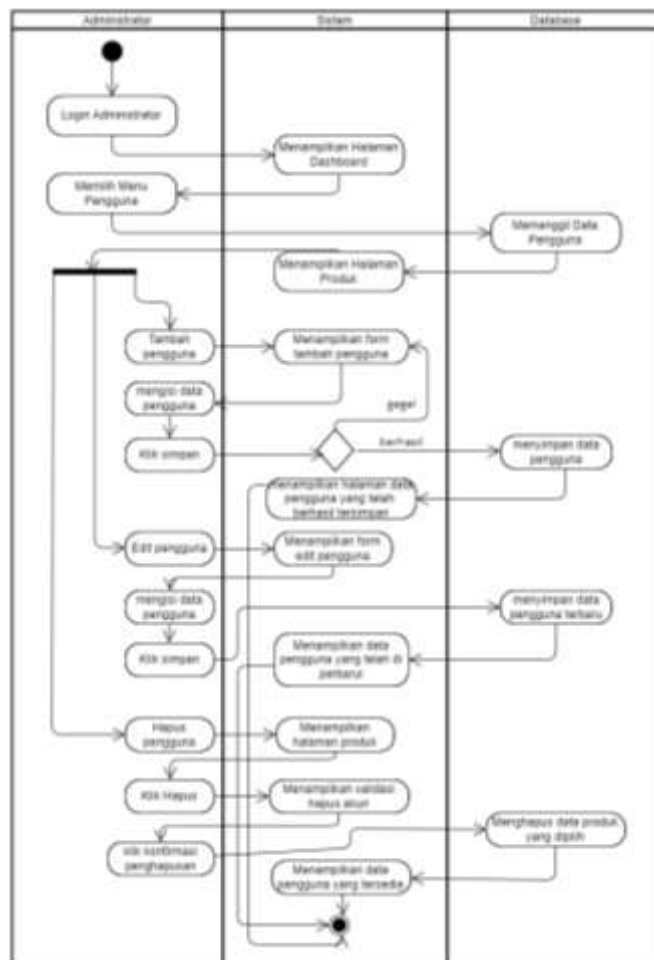 Administrator
Sistem
Database
Login Administrator
Menampilkan Halaman
Dashboard
Memilih Menu
Pengguna
Memanggil Data
Pengguna
Menampilkan Halaman
Produk
Tambah
pengguna
Menampilkan form
tambah pengguna
mengisi data
pengguna
gagal
Klik simpan
berhasil
menyimpan data
pengguna
menampilkan halaman data
pengguna yang telah
berhasil tersimpan
Edit pengguna
Menampilkan form
edit pengguna
mengisi data
pengguna
menyimpan data
pengguna terbaru
Klik simpan
Menampilkan data
pengguna yang telah di
perbarui
Hapus
pengguna
Menampilkan
halaman produk
Klik Hapus
Menampilkan validasi
hapus akun
klik konfirmasi
penghapusan
Menghapus data produk
yang dipilih
Menampilkan data
pengguna yang tersedia